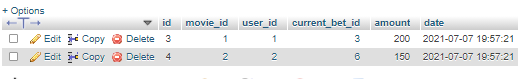 + Options
id movie_id user_id current_bet_id amount date
Edit Copy Delete 3 1 1 3 200 2021-07-07 19:57:21
Edit Copy Delete 4 2 2 6 150 2021-07-07 19:57:21